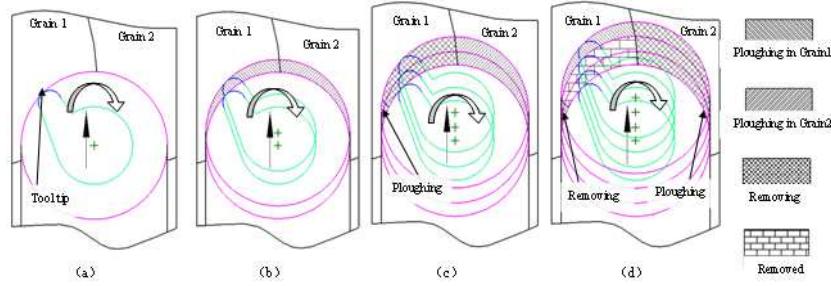 Grain 1
Grain 2
Tooltip
(a)
Grain 1
Grain 2
(b)
Grain 1
Grain 2
Ploughing
(c)
Grain 1
Grain 2
Removing
Ploughing
(d)
Ploughing in Grain1
Ploughing in Grain2
Removing
Removed